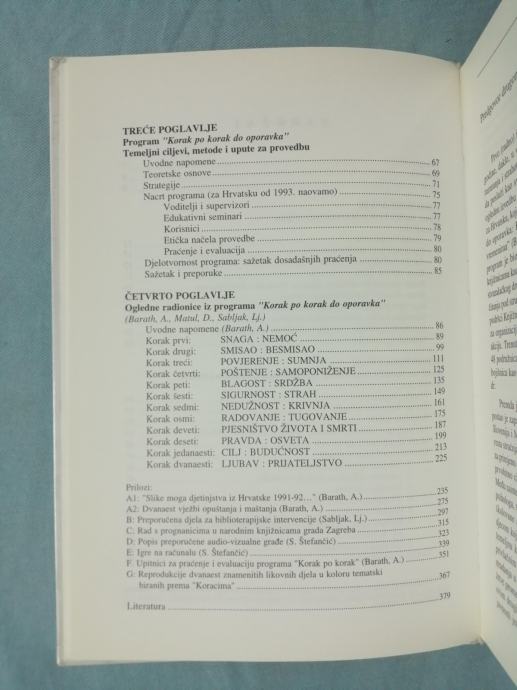 TREĆE POGLAVLJE
Program "Korak po korak do oporavka"
Temeljni ciljevi, metode i upute za provedbu
Uvodne napomene 67
Teoretske osnove 69
Strategije 71
Nacrt programa (za Hrvatsku od 1993. naovamo) 75
Voditelji i supervizori 77
Edukativni seminari 77
Korisnici 78
Etička načela provedbe 79
Praćenje i evaluacija 80
Djelotvornost programa: sažetak dosadašnjih praćenja 80
Sažetak i preporuke 85
ČETVRTO POGLAVLJE
Ogledne radionice iz programa "Korak po korak do oporavka"
(Barath, A., Matul, D., Sabljak, Lj.)
Uvodne napomene (Barath, A.) 86
Korak prvi: SNAGA : NEMOĆ 89
Korak drugi: SMISAO : BESMISAO 99
Korak treći: POVJERENJE : SUMNJA 111
Korak četvrti: POŠTENJE : SAMOPONIŽENJE 125
Korak peti: BLAGOST : SRDŽBA 135
Korak šesti: SIGURNOST : STRAH 149
Korak sedmi: NEDUŽNOST : KRIVNJA 161
Korak osmi: RADOVANJE : TUGOVANJE 175
Korak deveti: PJESNIŠTVO ŽIVOTA I SMRTI 187
Korak deseti: PRAVDA : OSVETA 199
Korak jedanaesti: CILJ : BUDUĆNOST 213
Korak dvanaesti: LJUBAV : PRIJATELJSTVO 225
Prilozi:
A1: "Slike moga djetinjstva iz Hrvatske 1991-92..." (Barath, A.) 235
A2: Dvanaest vježbi opuštanja i maštanja (Barath, A.) 275
B: Preporučena djela za biblioterapijske intervencije (Sabljak, Lj.) 297
C: Rad s prognanicima u narodnim knjižnicama grada Zagreba 315
D: Popis preporučene audio-vizualne građe (S. Štefančić) 323
E: Igre na računalu (S. Štefančić) 339
F. Upitnici za praćenje i evaluaciju programa "Korak po korak" (Barath, A.) 351
G: Reprodukcije dvanaest znamenitih likovnih djela u koloru tematski
biranih prema "Koracima" 367
Literatura 379